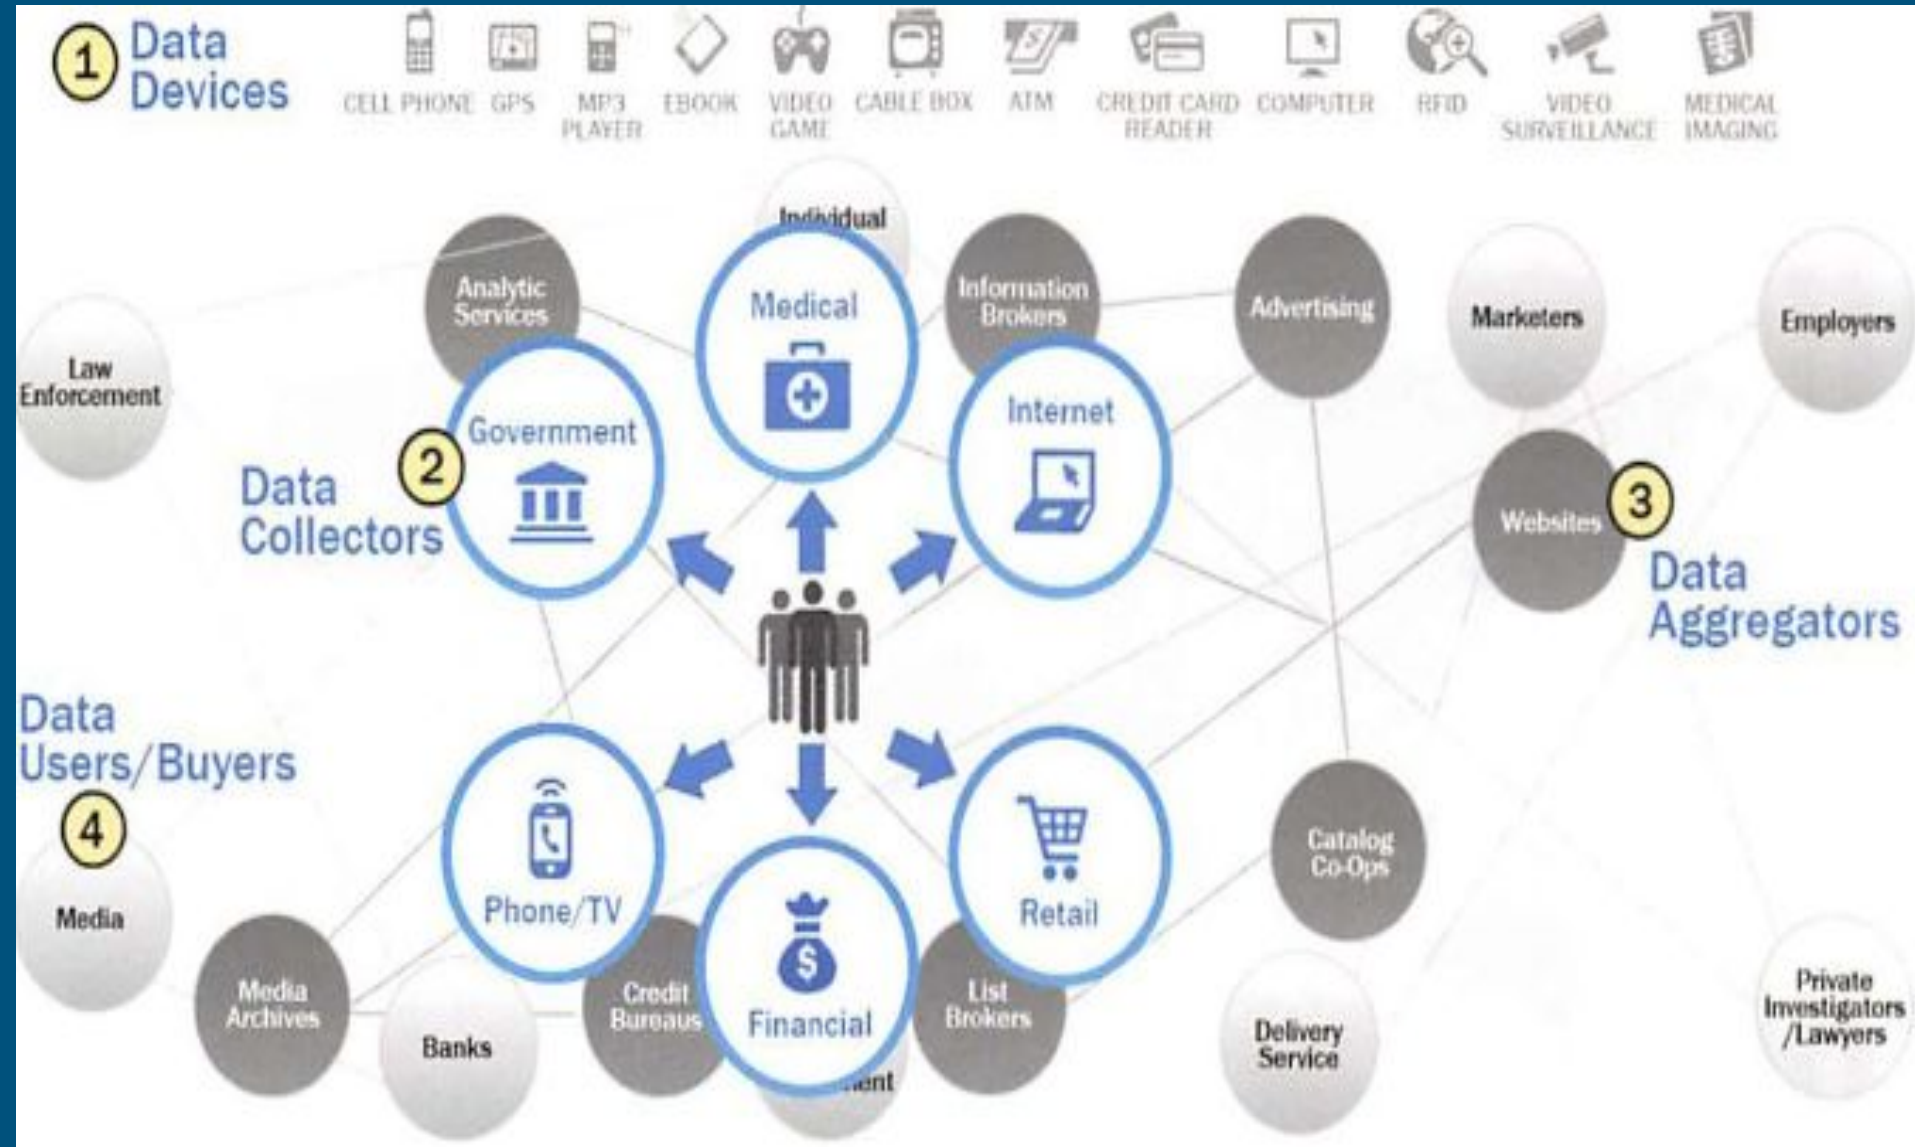 1
Data
Devices
CELL PHONE
GPS
MP3
PLAYER
EBOOK
VIDEO
GAME
CABLE BOX
ATM
CREDIT CARD
READER
COMPUTER
RFID
VIDEO
SURVEILLANCE
MEDICAL
IMAGING
Individual
Analytic
Services
Medical
Information
Brokers
Advertising
Marketers
Employers
Law
Enforcement
Government
Internet
2
Data
Collectors
Websites
3
Data
Aggregators
Data
Users/Buyers
4
Media
Phone/TV
Retail
Catalog
Co-Ops
Media
Archives
Banks
Credit
Bureaus
$
Financial
List
Brokers
Delivery
Service
Private
Investigators
/Lawyers